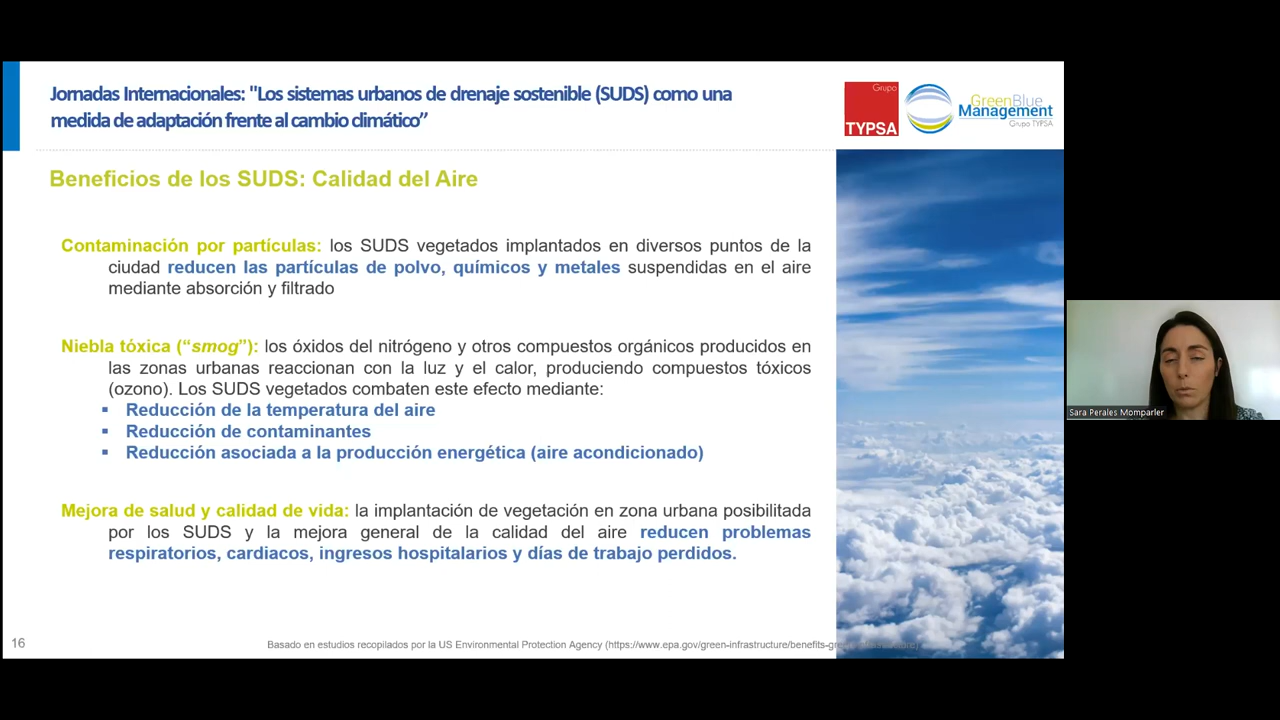 Jornadas Internacionales: "Los sistemas urbanos de drenaje sostenible (SUDS) como una
medida de adaptación frente al cambio climático”
Grupo
TYPSA
GreenBlue
Management
Grupo TYPSA
Beneficios de los SUDS: Calidad del Aire
Contaminación por partículas: los SUDS vegetados implantados en diversos puntos de la
ciudad reducen las partículas de polvo, químicos y metales suspendidas en el aire
mediante absorción y filtrado
Niebla tóxica (“smog”): los óxidos del nitrógeno y otros compuestos orgánicos producidos en
las zonas urbanas reaccionan con la luz y el calor, produciendo compuestos tóxicos
(ozono). Los SUDS vegetados combaten este efecto mediante:
▪ Reducción de la temperatura del aire
▪ Reducción de contaminantes
▪ Reducción asociada a la producción energética (aire acondicionado)
Mejora de salud y calidad de vida: la implantación de vegetación en zona urbana posibilitada
por los SUDS y la mejora general de la calidad del aire reducen problemas
respiratorios, cardiacos, ingresos hospitalarios y días de trabajo perdidos.
16
Basado en estudios recopilados por la US Environmental Protection Agency (https://www.epa.gov/green-infrastructure/benefits-gre
Sara Perales Momparler